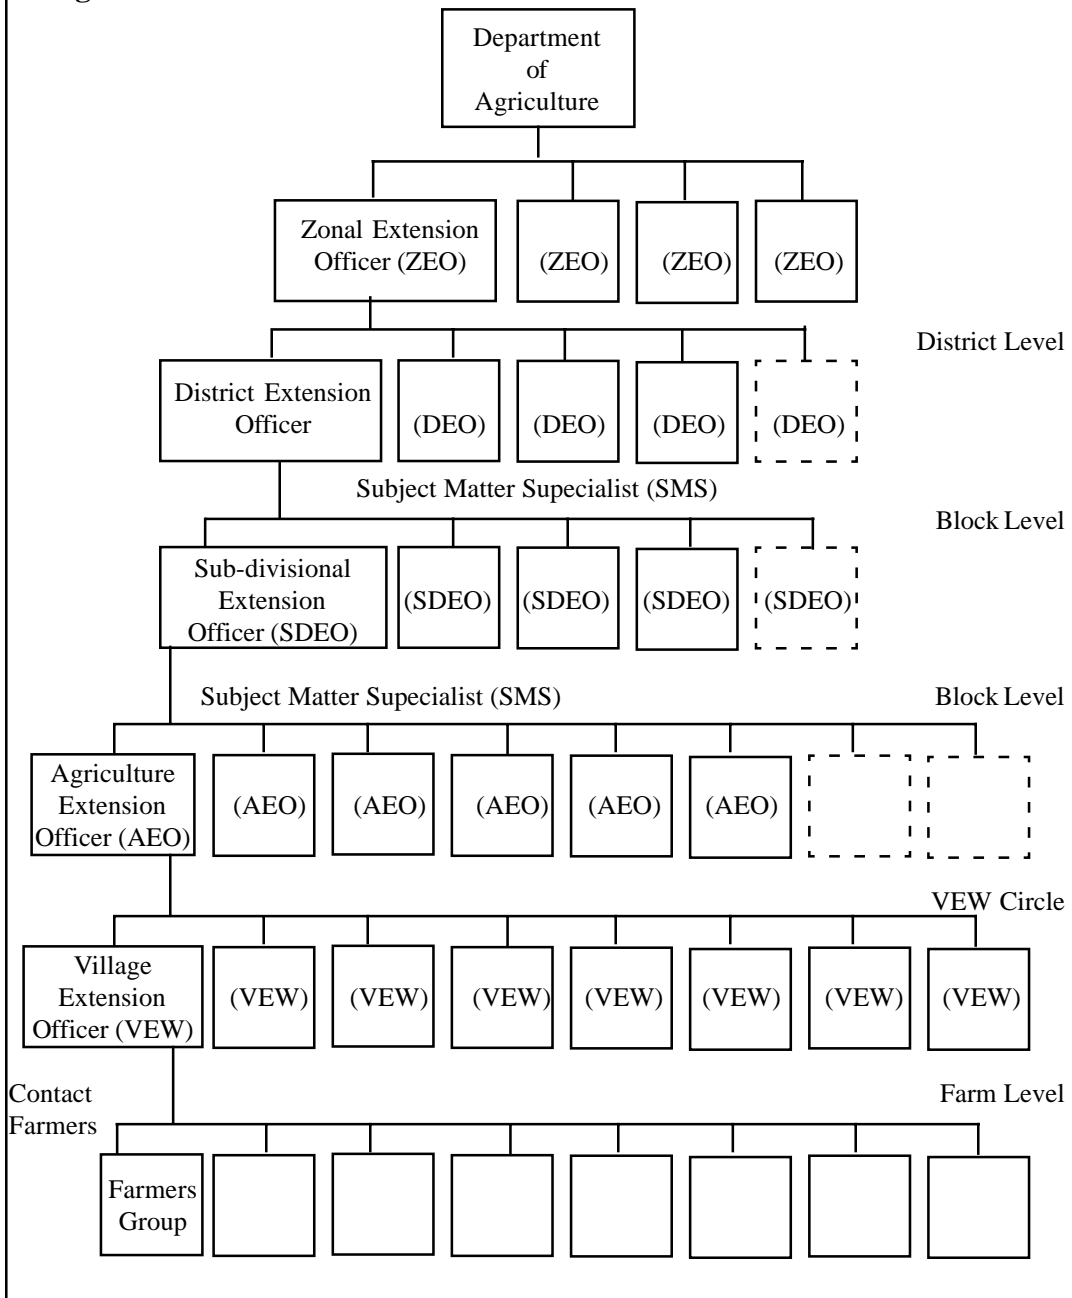 Department
of
Agriculture
Zonal Extension
Officer (ZEO)
(ZEO)
(ZEO)
(ZEO)
District Level
District Extension
Officer
(DEO)
(DEO)
(DEO)
(DEO)
Subject Matter Supecialist (SMS)
Block Level
Sub-divisional
Extension
Officer (SDEO)
(SDEO)
(SDEO)
(SDEO)
(SDEO)
Subject Matter Supecialist (SMS)
Block Level
Agriculture
Extension
Officer (AEO)
(AEO)
(AEO)
(AEO)
(AEO)
(AEO)
VEW Circle
Village
Extension
Officer (VEW)
(VEW)
(VEW)
(VEW)
(VEW)
(VEW)
(VEW)
(VEW)
Contact
Farmers
Farm Level
Farmers
Group